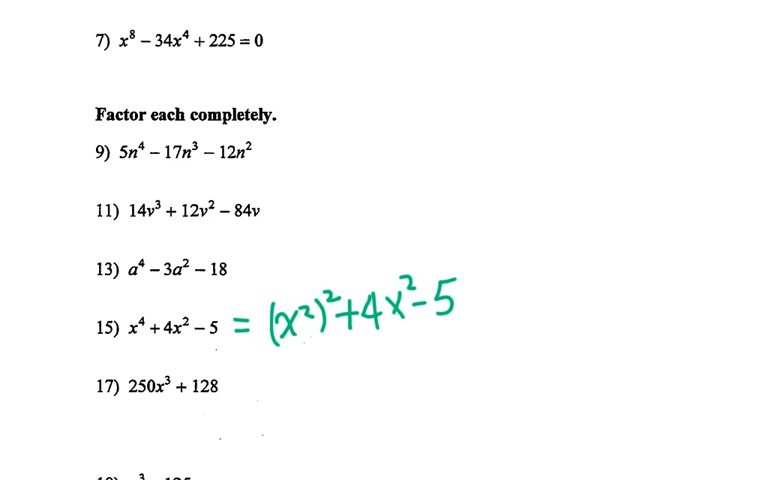 7) x⁸ − 34x⁴ + 225 = 0
Factor each completely.
9) 5n⁴ − 17n³ − 12n²
11) 14v³ + 12v² − 84v
13) a⁴ − 3a² − 18
15) x⁴ + 4x² − 5 = (x²)² + 4x² − 5
17) 250x³ + 128